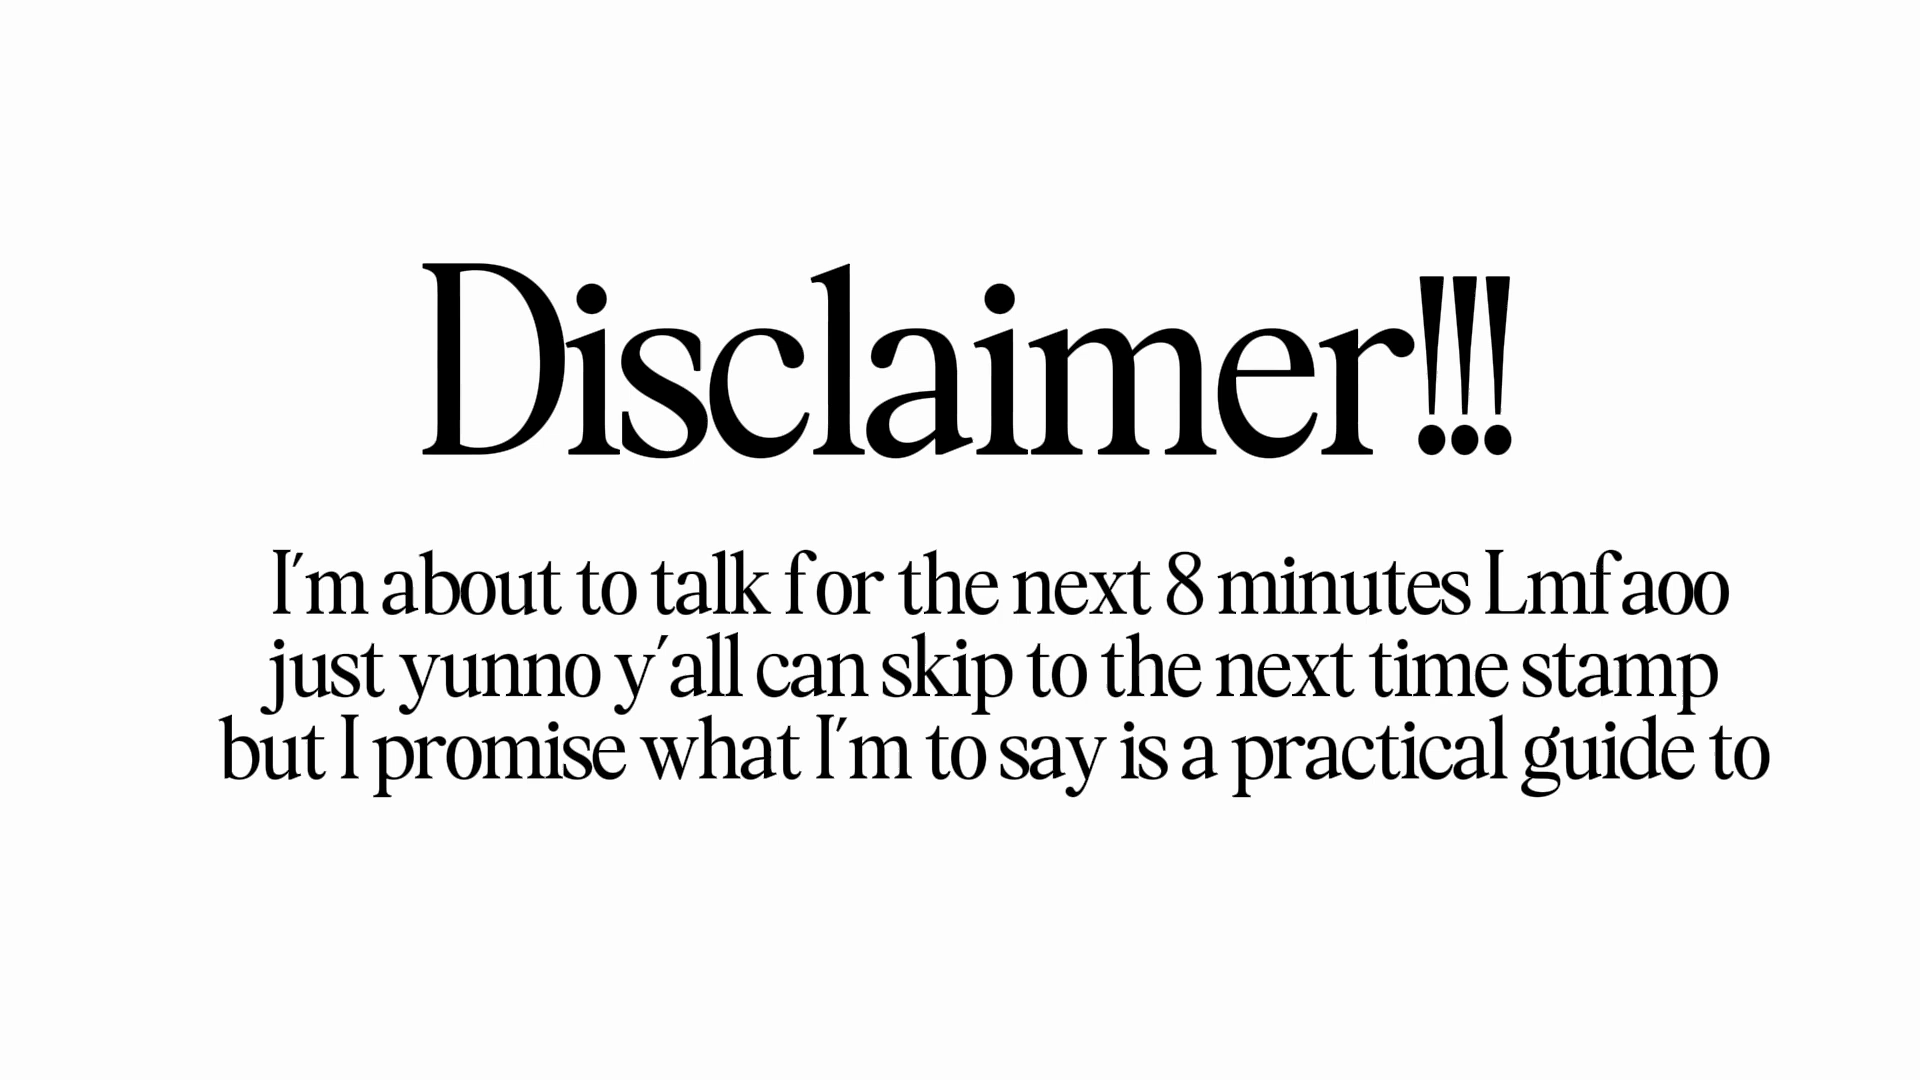 Disclaimer!!!
I'm about to talk for the next 8 minutes Lmfaoo
just yunno y'all can skip to the next time stamp
but I promise what I'm to say is a practical guide to